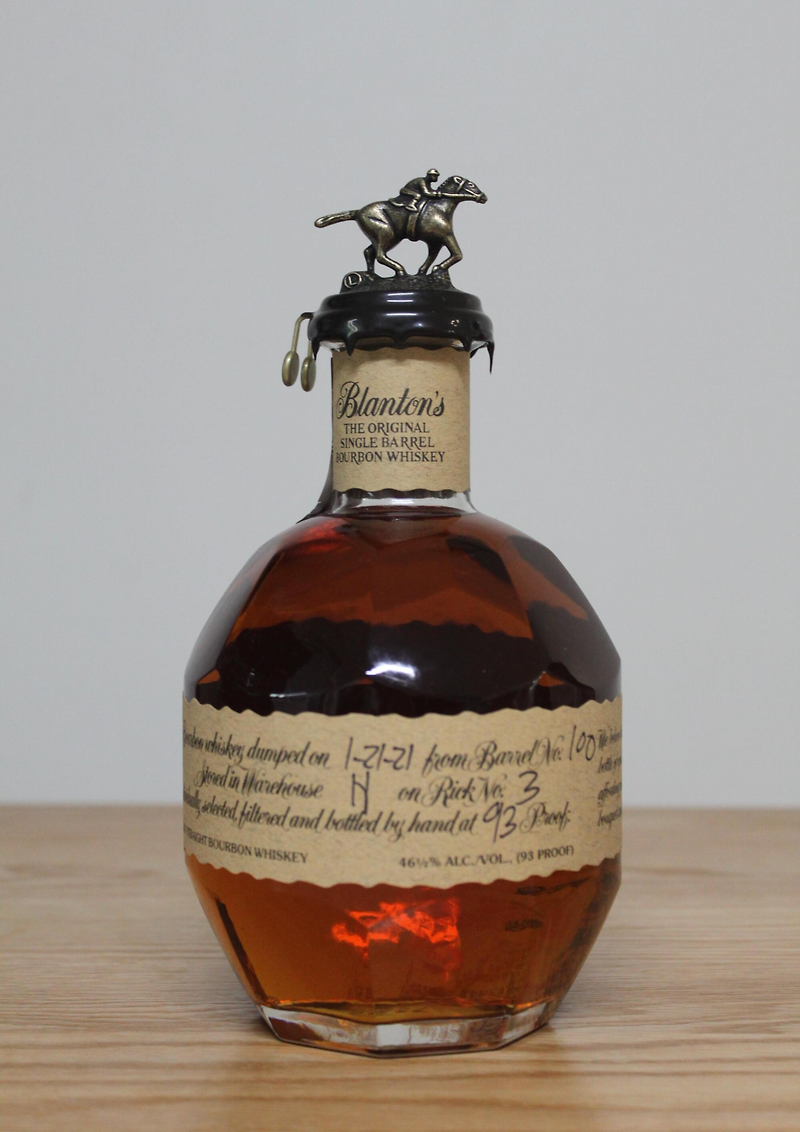 L
Blanton's
THE ORIGINAL
SINGLE BARREL
BOURBON WHISKEY
whiskey dumped on 1-21-21 from Barrel No. 100
Stored in Warehouse H on Rick No. 3
selected, filtered and bottled by hand at 93 Proof.
STRAIGHT BOURBON WHISKEY 46½% ALC./VOL., (93 PROOF)